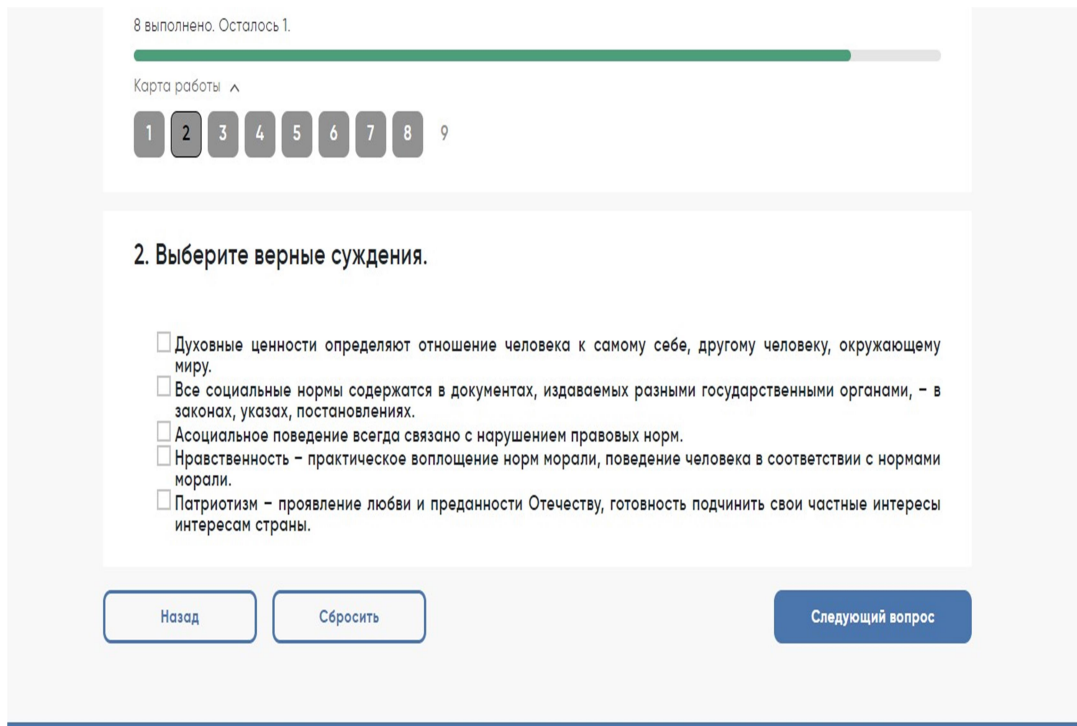 8 выполнено. Осталось 1.
Карта работы
1 2 3 4 5 6 7 8 9
2. Выберите верные суждения.
Духовные ценности определяют отношение человека к самому себе, другому человеку, окружающему
миру.
Все социальные нормы содержатся в документах, издаваемых разными государственными органами, – в
законах, указах, постановлениях.
Асоциальное поведение всегда связано с нарушением правовых норм.
Нравственность – практическое воплощение норм морали, поведение человека в соответствии с нормами
морали.
Патриотизм – проявление любви и преданности Отечеству, готовность подчинить свои частные интересы
интересам страны.
Назад Сбросить Следующий вопрос